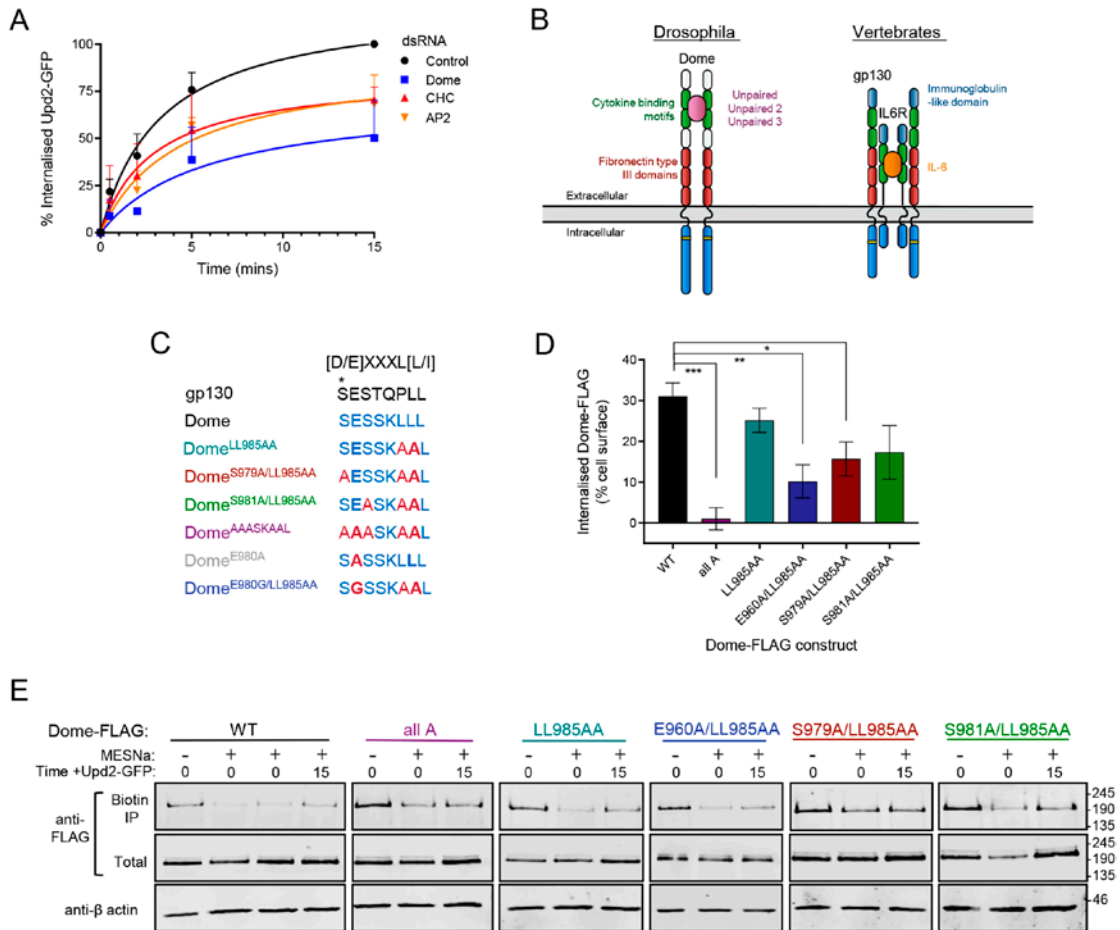 A
% Internalised Upd2-GFP
100
75
50
25
0
0
5
10
15
Time (mins)
dsRNA
Control
Dome
CHC
AP2
B
Drosophila
Vertebrates
Dome
gp130
Cytokine binding
motifs
Unpaired
Unpaired 2
Unpaired 3
Immunoglobulin
-like domain
IL6R
IL-6
Fibronectin type
III domains
Extracellular
Intracellular
C
[D/E]XXXL[L/I]
*
gp130 SESTQPLL
Dome SESSKLLL
Dome^LL985AA SESSKAAL
Dome^S979A/LL985AA AESSKAAL
Dome^S981A/LL985AA SEASKAAL
Dome^AAASKAAL AAASKAAL
Dome^E980A SASSKLLL
Dome^E980G/LL985AA SGSSKAAL
D
Internalised Dome-FLAG
(% cell surface)
40
30
20
10
0
*
**
***
WT
all A
LL985AA
E960A/LL985AA
S979A/LL985AA
S981A/LL985AA
Dome-FLAG construct
E
Dome-FLAG: WT all A LL985AA E960A/LL985AA S979A/LL985AA S981A/LL985AA
MESNa: - + + - + + - + + - + + - + + - + +
Time +Upd2-GFP: 0 0 15 0 0 15 0 0 15 0 0 15 0 0 15 0 0 15
anti-
FLAG
Biotin
IP
245
190
135
Total
245
190
135
anti-β actin
46